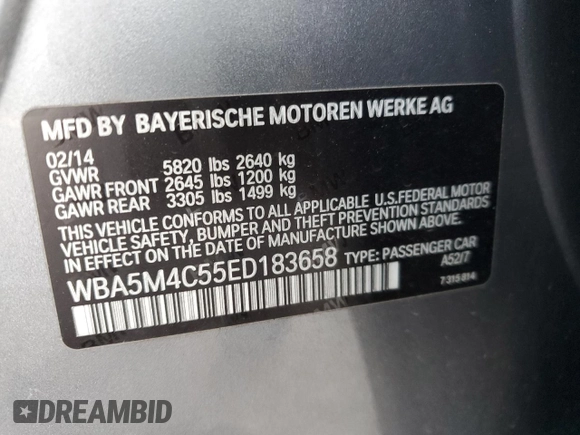 MFD BY BAYERISCHE MOTOREN WERKE AG
02/14
GVWR 5820 lbs 2640 kg
GAWR FRONT 2645 lbs 1200 kg
GAWR REAR 3305 lbs 1499 kg
THIS VEHICLE CONFORMS TO ALL APPLICABLE U.S.FEDERAL MOTOR
VEHICLE SAFETY, BUMPER, AND THEFT PREVENTION STANDARDS
IN EFFECT ON THE DATE OF MANUFACTURE SHOWN ABOVE.
WBA5M4C55ED183658 TYPE: PASSENGER CAR
A52/7
7 315 814
DREAMBID